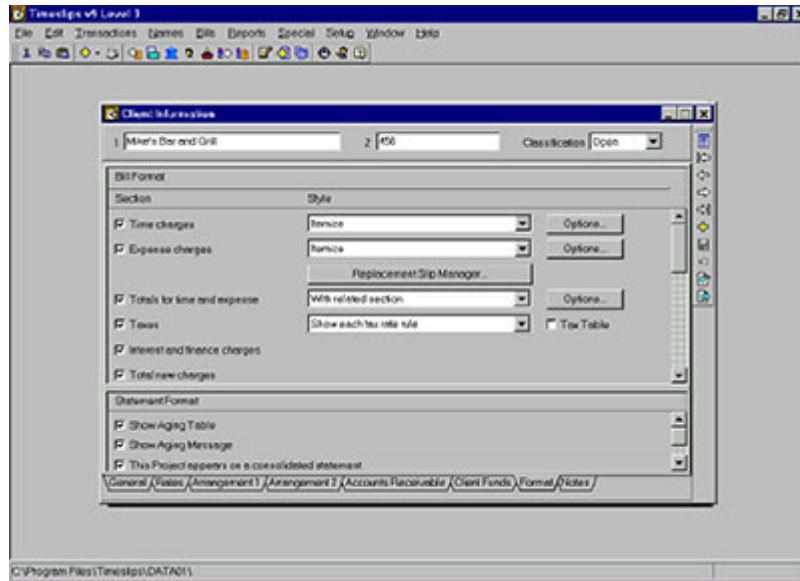 Timeslips v9 Level 3
File Edit Transactions Names Bills Reports Special Setup Window Help
Client Information
1 Mike's Bar and Grill 2 456 Classification Open
Bill Format
Section Style
Time charges Itemize Options...
Expense charges Itemize Options...
Replacement Slip Manager...
Totals for time and expense With related section Options...
Taxes Show each tax rate rule Tax Table
Interest and finance charges
Total new charges
Statement Format
Show Aging Table
Show Aging Message
This Project appears on a consolidated statement
General Rates Arrangement 1 Arrangement 2 Accounts Receivable Client Funds Format Notes
C:\Program Files\Timeslips\DATA01\